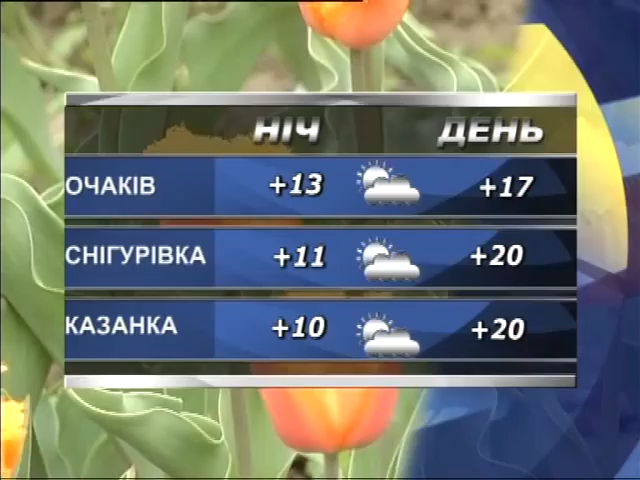 НІЧ ДЕНЬ
ОЧАКІВ +13 +17
СНІГУРІВКА +11 +20
КАЗАНКА +10 +20